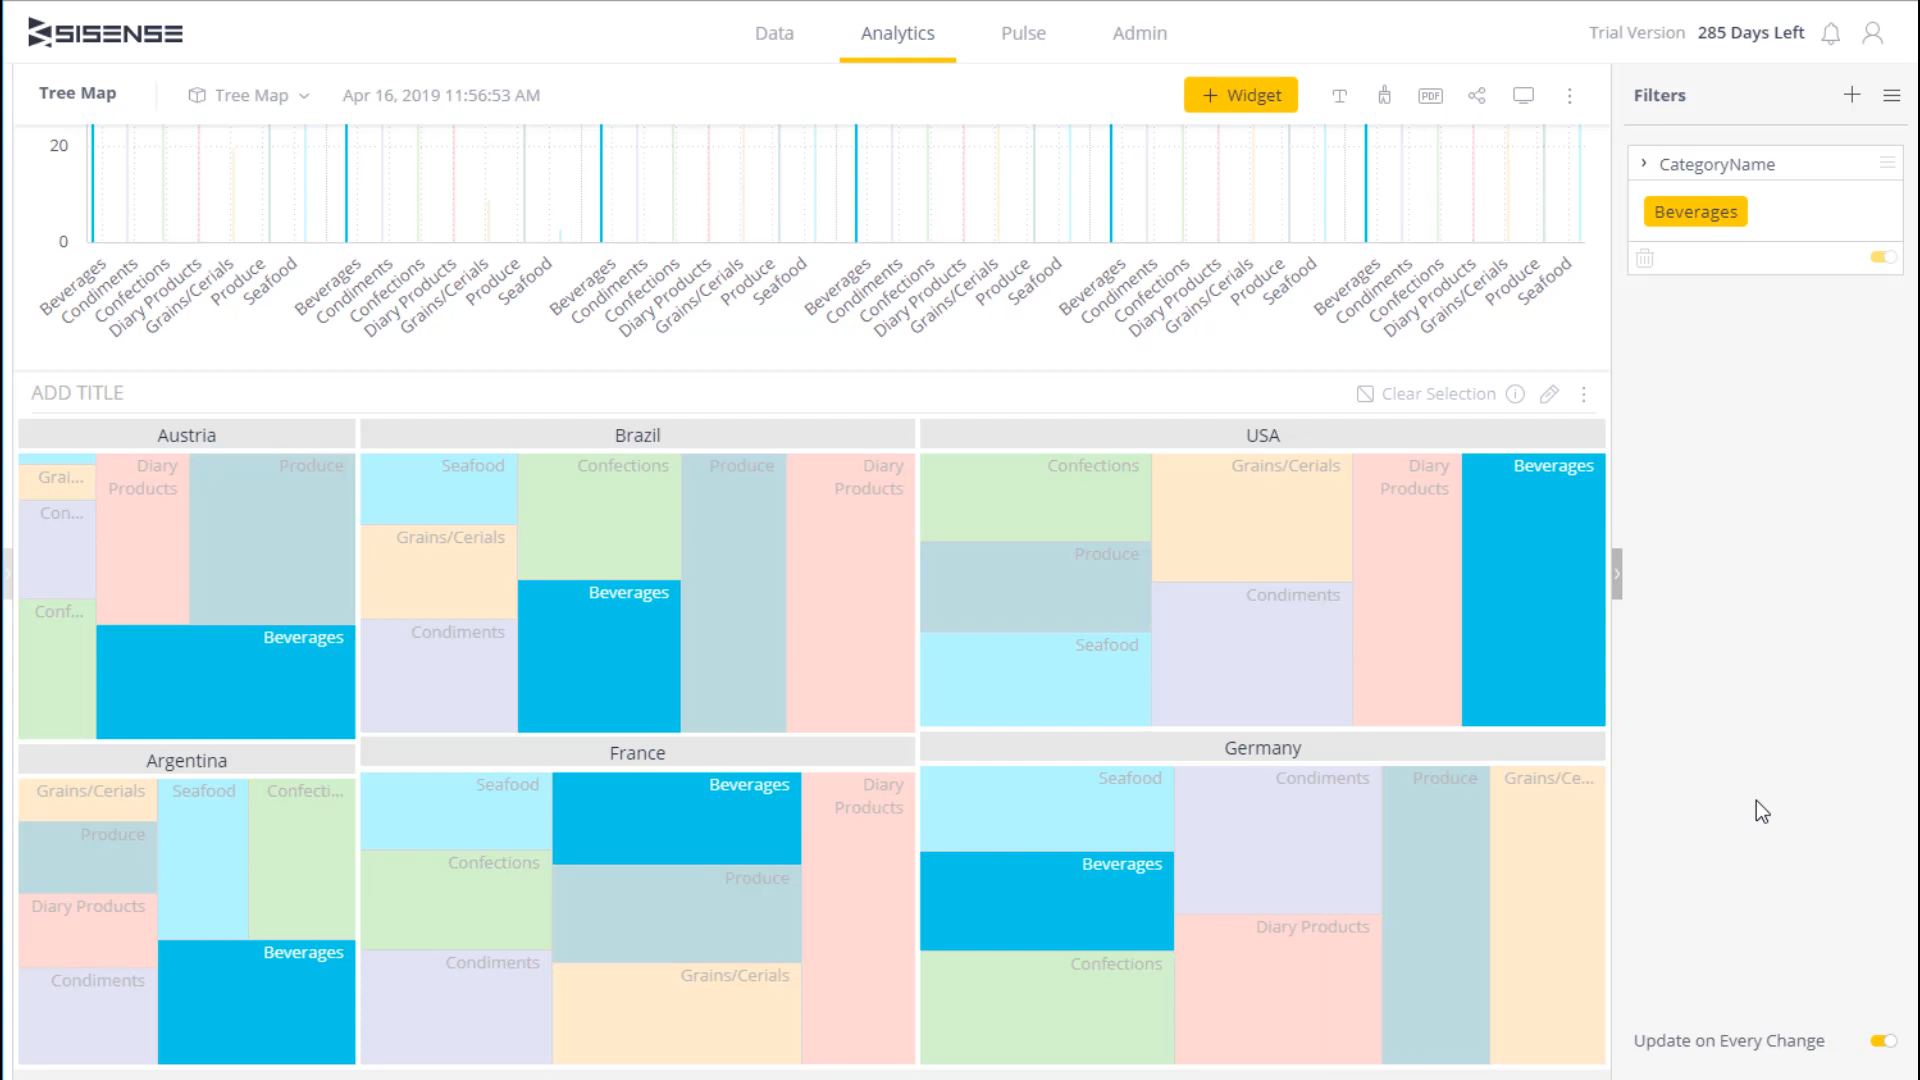 SISENSE
Data
Analytics
Pulse
Admin
Trial Version 285 Days Left
Tree Map
Tree Map
Apr 16, 2019 11:56:53 AM
+ Widget
PDF
Filters
CategoryName
Beverages
20
0
Beverages
Condiments
Confections
Diary Products
Grains/Cerials
Produce
Seafood
Beverages
Condiments
Confections
Diary Products
Grains/Cerials
Produce
Seafood
Beverages
Condiments
Confections
Diary Products
Grains/Cerials
Produce
Seafood
Beverages
Condiments
Confections
Diary Products
Grains/Cerials
Produce
Seafood
Beverages
Condiments
Confections
Diary Products
Grains/Cerials
Produce
Seafood
Beverages
Condiments
Confections
Diary Products
Grains/Cerials
Produce
Seafood
ADD TITLE
Clear Selection
Austria
Grai...
Con...
Conf...
Diary
Products
Produce
Beverages
Brazil
Seafood
Grains/Cerials
Condiments
Confections
Beverages
Produce
Diary
Products
USA
Confections
Produce
Seafood
Grains/Cerials
Condiments
Diary
Products
Beverages
Argentina
Grains/Cerials
Produce
Diary Products
Condiments
Seafood
Confecti...
Beverages
France
Seafood
Confections
Condiments
Beverages
Produce
Grains/Cerials
Diary
Products
Germany
Seafood
Beverages
Confections
Condiments
Diary Products
Produce
Grains/Ce...
Update on Every Change